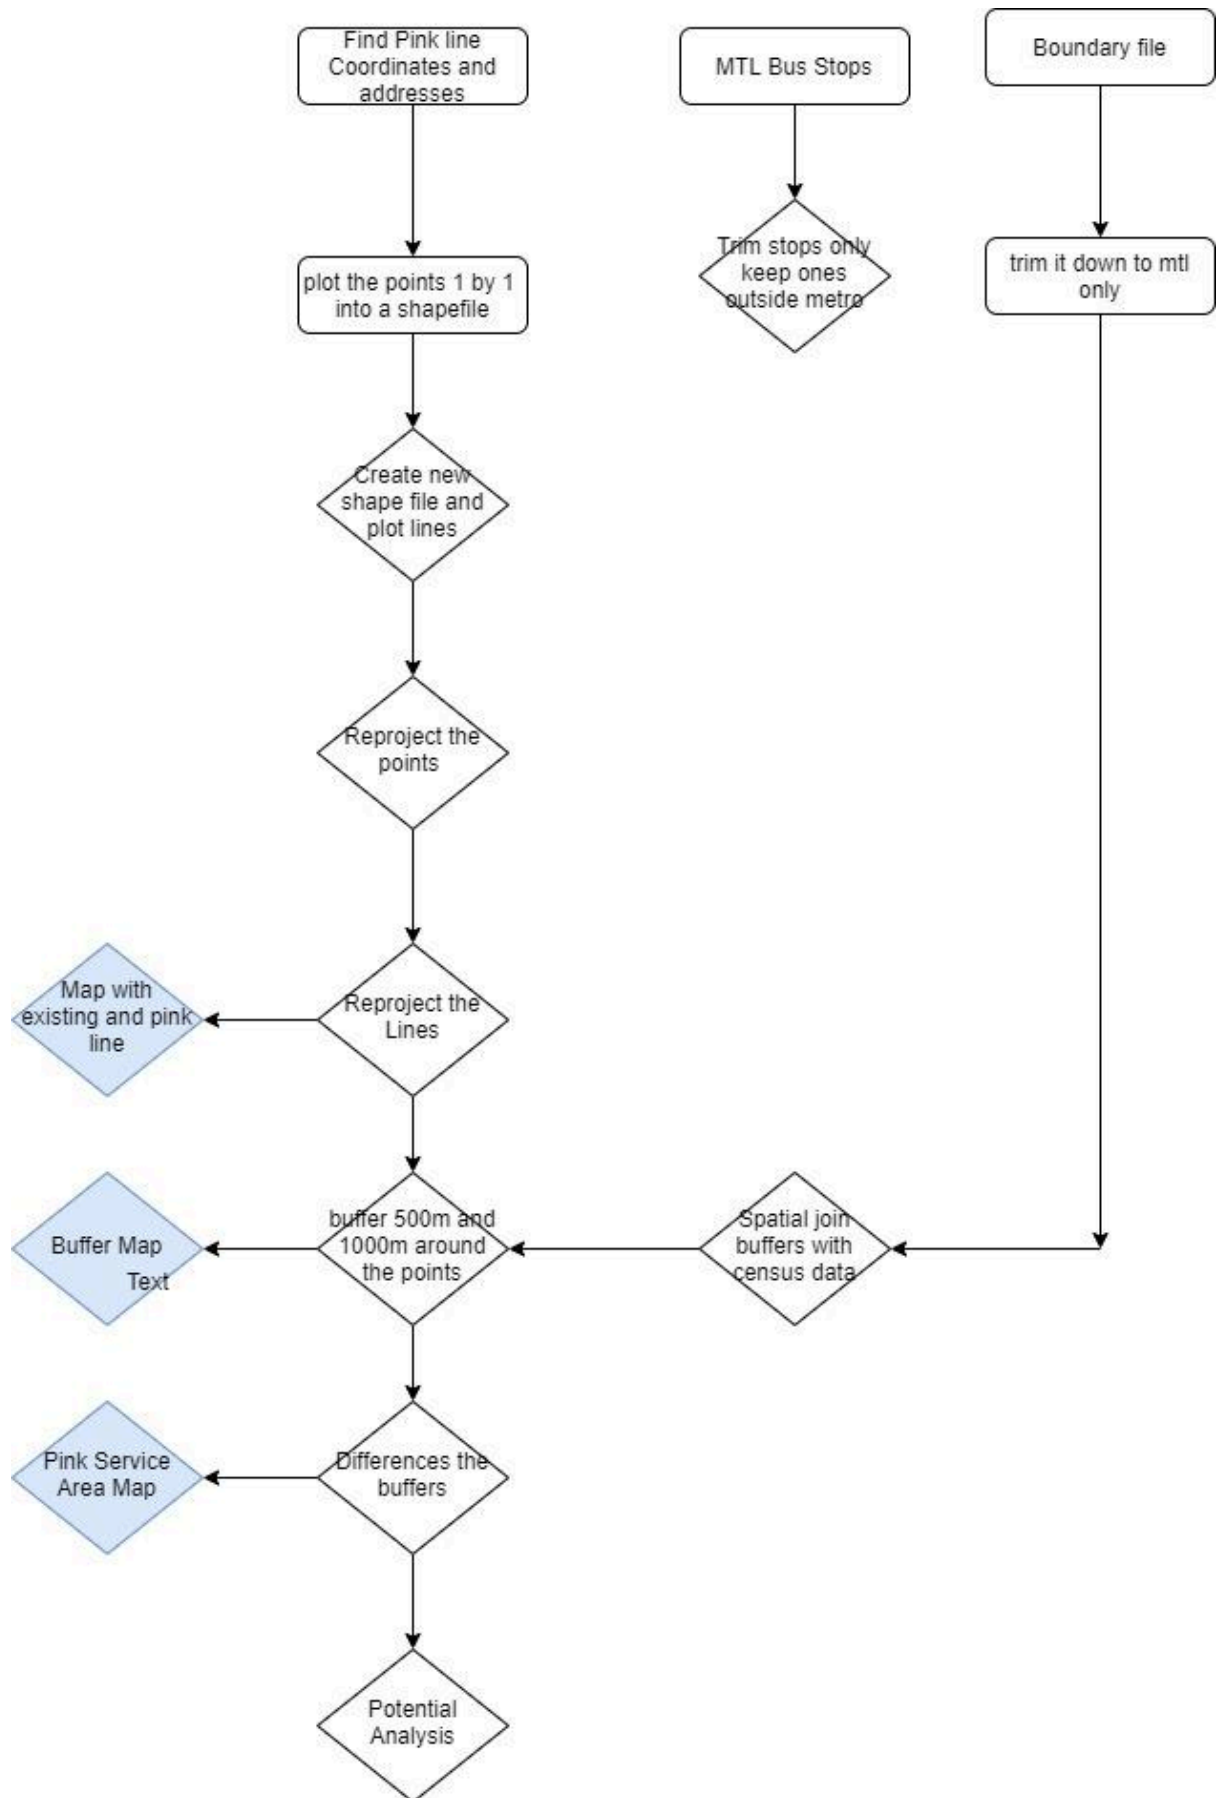 Find Pink line
Coordinates and
addresses
MTL Bus Stops
Boundary file
plot the points 1 by 1
into a shapefile
Trim stops only
keep ones
outside metro
trim it down to mtl
only
Create new
shape file and
plot lines
Reproject the
points
Map with
existing and pink
line
Reproject the
Lines
Buffer Map
Text
buffer 500m and
1000m around
the points
Spatial join
buffers with
census data
Pink Service
Area Map
Differences the
buffers
Potential
Analysis